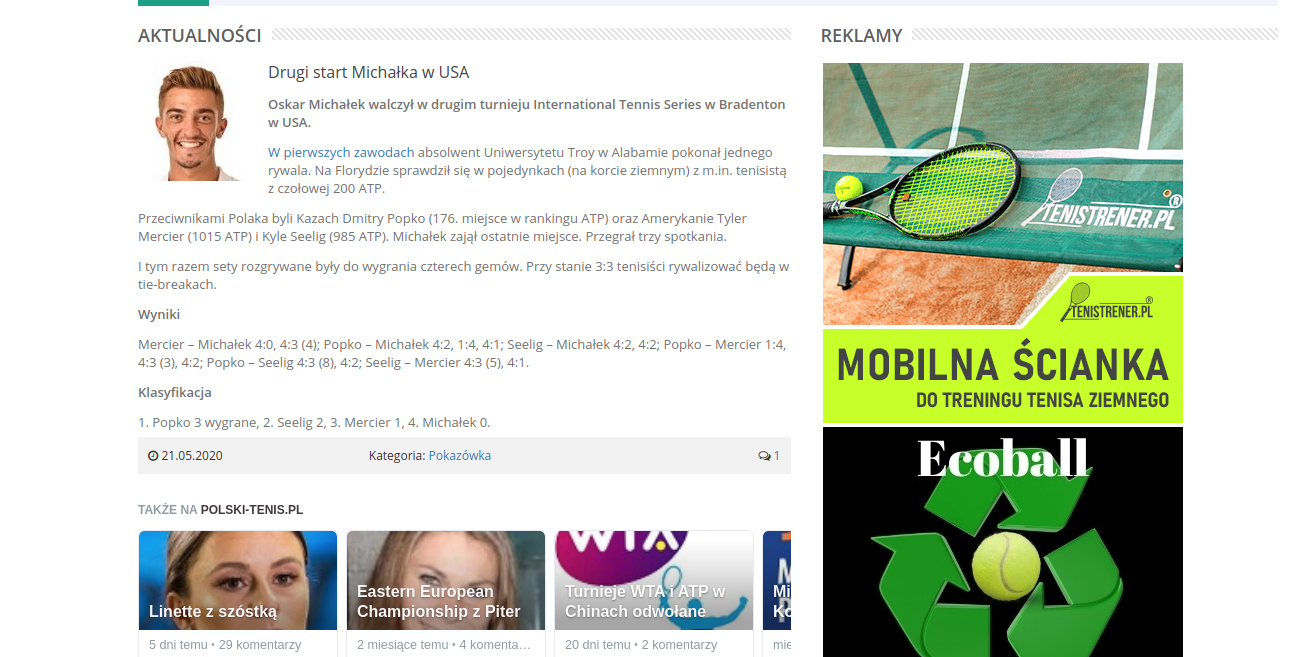 AKTUALNOŚCI
Drugi start Michałka w USA
Oskar Michałek walczył w drugim turnieju International Tennis Series w Bradenton
w USA.
W pierwszych zawodach absolwent Uniwersytetu Troy w Alabamie pokonał jednego
rywala. Na Florydzie sprawdził się w pojedynkach (na korcie ziemnym) z m.in. tenisistą
z czołowej 200 ATP.
Przeciwnikami Polaka byli Kazach Dmitry Popko (176. miejsce w rankingu ATP) oraz Amerykanie Tyler
Mercier (1015 ATP) i Kyle Seelig (985 ATP). Michałek zajął ostatnie miejsce. Przegrał trzy spotkania.
I tym razem sety rozgrywane były do wygrania czterech gemów. Przy stanie 3:3 tenisiści rywalizować będą w
tie-breakach.
Wyniki
Mercier – Michałek 4:0, 4:3 (4); Popko – Michałek 4:2, 1:4, 4:1; Seelig – Michałek 4:2, 4:2; Popko – Mercier 1:4,
4:3 (3), 4:2; Popko – Seelig 4:3 (8), 4:2; Seelig – Mercier 4:3 (5), 4:1.
Klasyfikacja
1. Popko 3 wygrane, 2. Seelig 2, 3. Mercier 1, 4. Michałek 0.
21.05.2020 Kategoria: Pokazówka 1
TAKŻE NA POLSKI-TENIS.PL
Linette z szóstką
5 dni temu • 29 komentarzy
Eastern European
Championship z Piter
2 miesiące temu • 4 komenta…
WTA
Turnieje WTA i ATP w
Chinach odwołane
20 dni temu • 2 komentarzy
Mi
Ko
mie
REKLAMY
TENISTRENER.PL®
TENISTRENER.PL®
MOBILNA ŚCIANKA
DO TRENINGU TENISA ZIEMNEGO
Ecoball